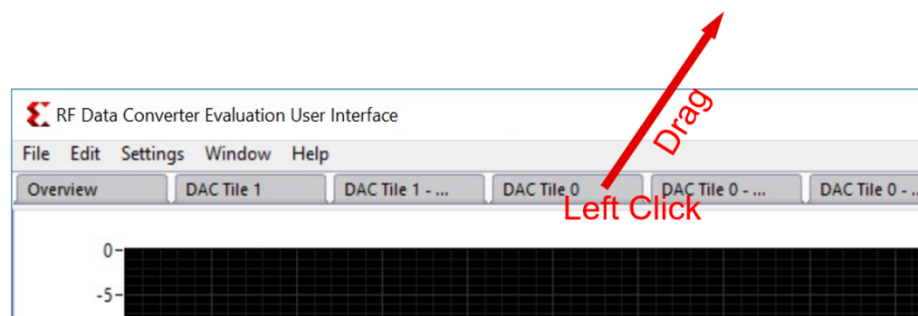 Drag
RF Data Converter Evaluation User Interface
File Edit Settings Window Help
Overview DAC Tile 1 DAC Tile 1 - ... DAC Tile 0 DAC Tile 0 - ... DAC Tile 0 - ..
Left Click
0
-5